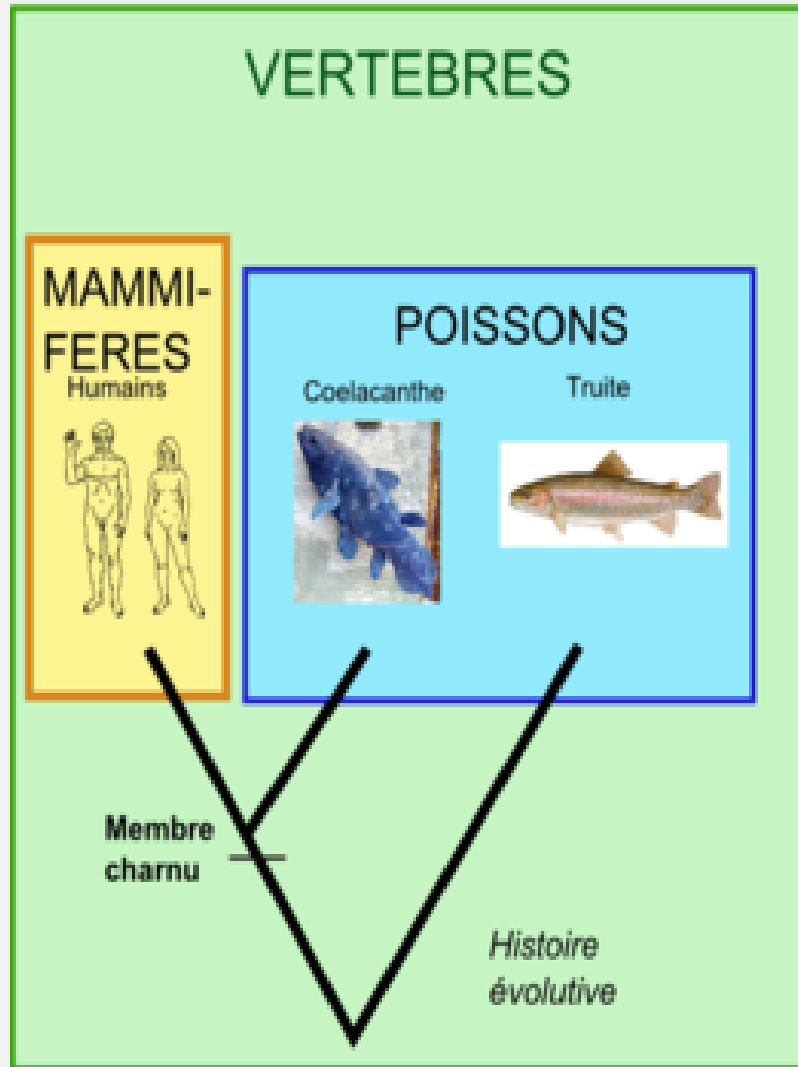 VERTEBRES
MAMMI-
FERES
Humains
POISSONS
Coelacanthe
Truite
Membre
charnu
Histoire
évolutive